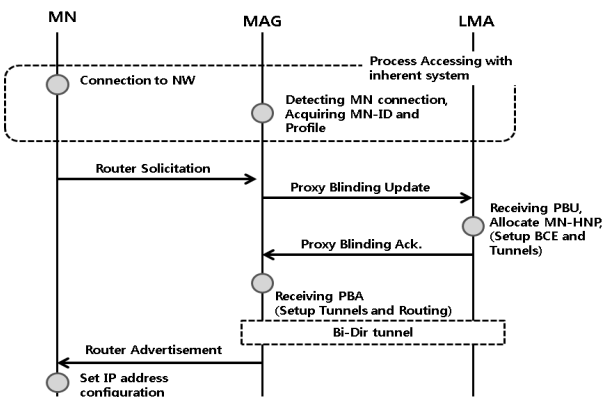 MN
MAG
LMA
Process Accessing with
inherent system
Connection to NW
Detecting MN connection,
Acquiring MN-ID and
Profile
Router Solicitation
Proxy Blinding Update
Receiving PBU,
Allocate MN-HNP,
(Setup BCE and
Tunnels)
Proxy Blinding Ack.
Receiving PBA
(Setup Tunnels and Routing)
Bi-Dir tunnel
Router Advertisement
Set IP address
configuration